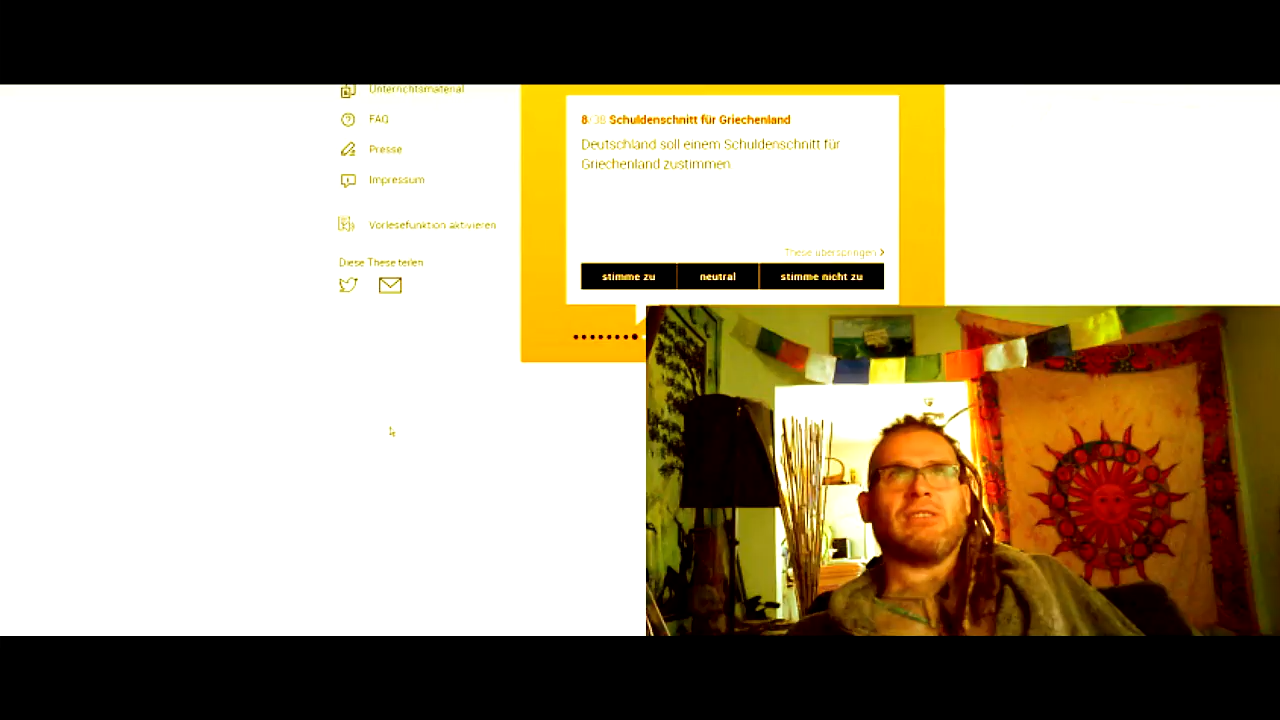 Unterrichtsmaterial
FAQ
Presse
Impressum
Vorlesefunktion aktivieren
Diese These teilen
8/38 Schuldenschnitt für Griechenland
Deutschland soll einem Schuldenschnitt für
Griechenland zustimmen
These überspringen
stimme zu
neutral
stimme nicht zu